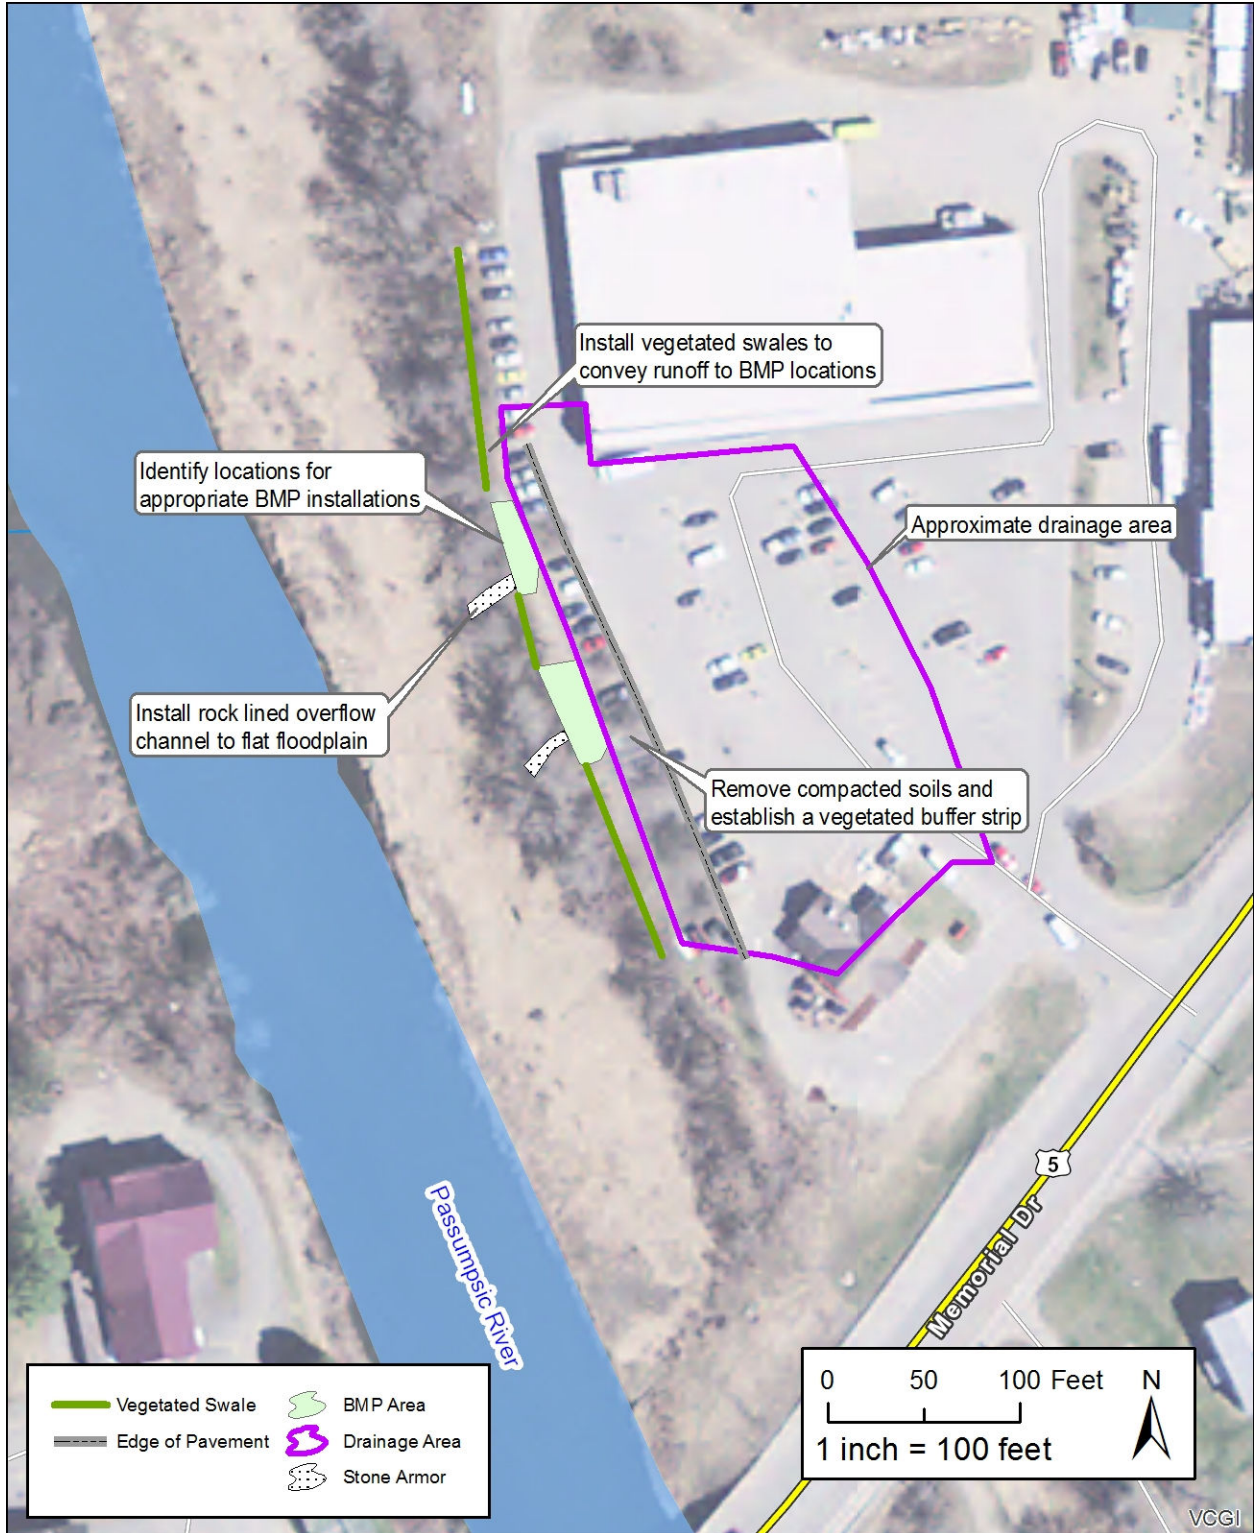 Install vegetated swales to
convey runoff to BMP locations
Identify locations for
appropriate BMP installations
Approximate drainage area
Install rock lined overflow
channel to flat floodplain
Remove compacted soils and
establish a vegetated buffer strip
Passumpsic River
5
Memorial Dr
Vegetated Swale
Edge of Pavement
BMP Area
Drainage Area
Stone Armor
0 50 100 Feet
N
1 inch = 100 feet
VCGI